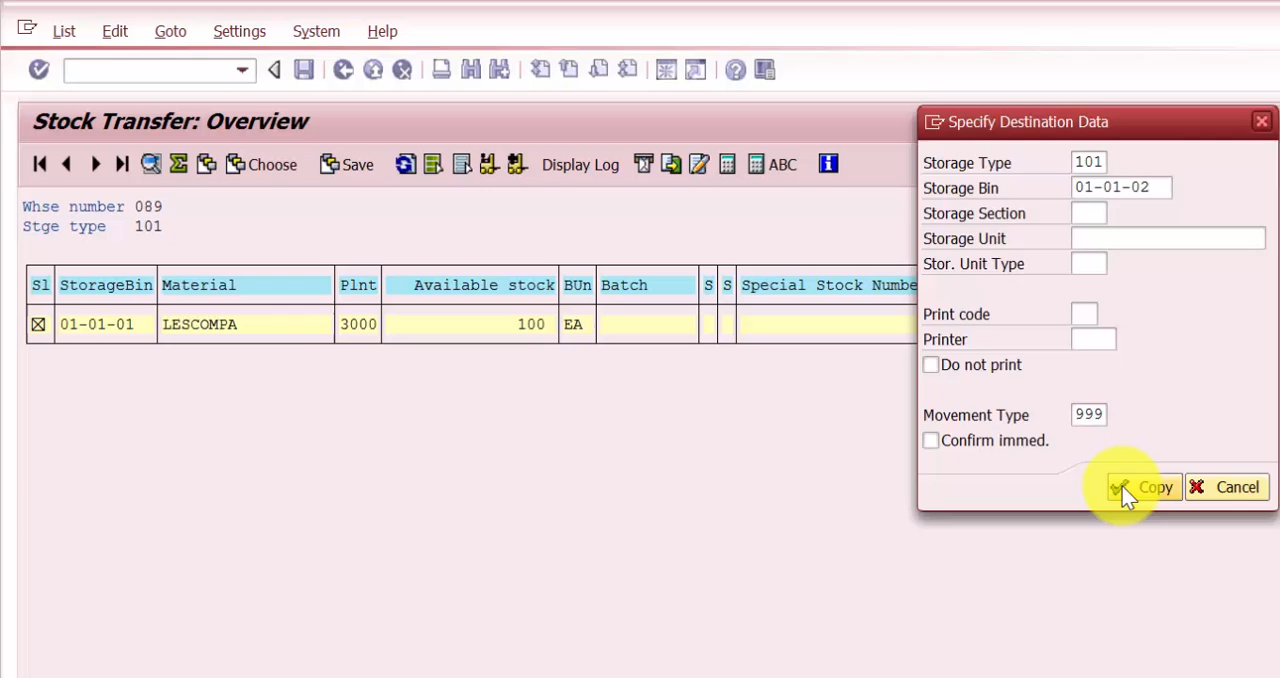 List Edit Goto Settings System Help
Stock Transfer: Overview
Choose Save Display Log ABC
Whse number 089
Stge type 101
Sl StorageBin Material Plnt Available stock BUn Batch S S Special Stock Numbe
01-01-01 LESCOMPA 3000 100 EA
Specify Destination Data
Storage Type 101
Storage Bin 01-01-02
Storage Section
Storage Unit
Stor. Unit Type
Print code
Printer
Do not print
Movement Type 999
Confirm immed.
Copy Cancel